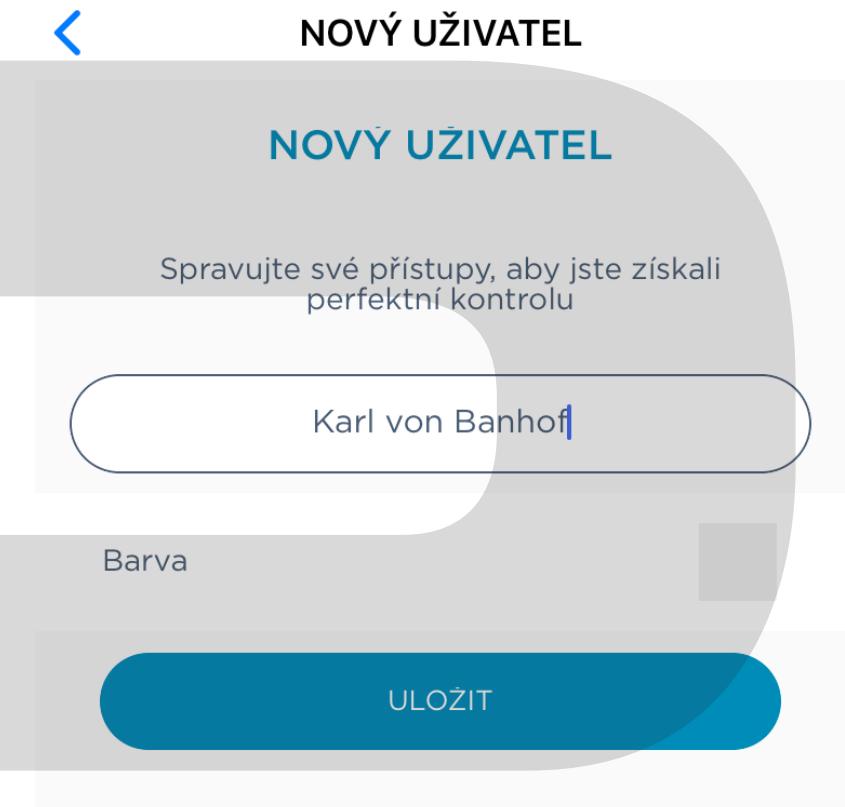 NOVÝ UŽIVATEL
NOVÝ UŽIVATEL
Spravujte své přístupy, aby jste získali
perfektní kontrolu
Karl von Banhof
Barva
ULOŽIT